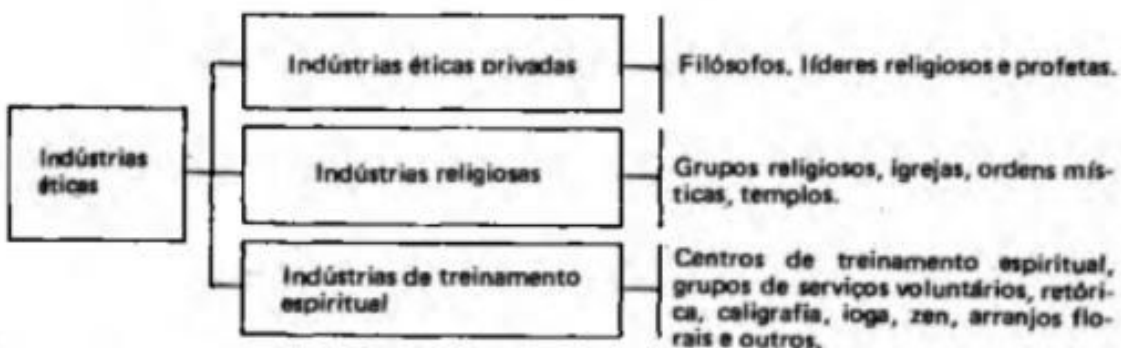 Indústrias éticas privadas
Filósofos, líderes religiosos e profetas.
Indústrias
éticas
Indústrias religiosas
Grupos religiosos, igrejas, ordens mís-
ticas, templos.
Indústrias de treinamento
espiritual
Centros de treinamento espiritual,
grupos de serviços voluntários, retóri-
ca, caligrafia, ioga, zen, arranjos flo-
rais e outros.